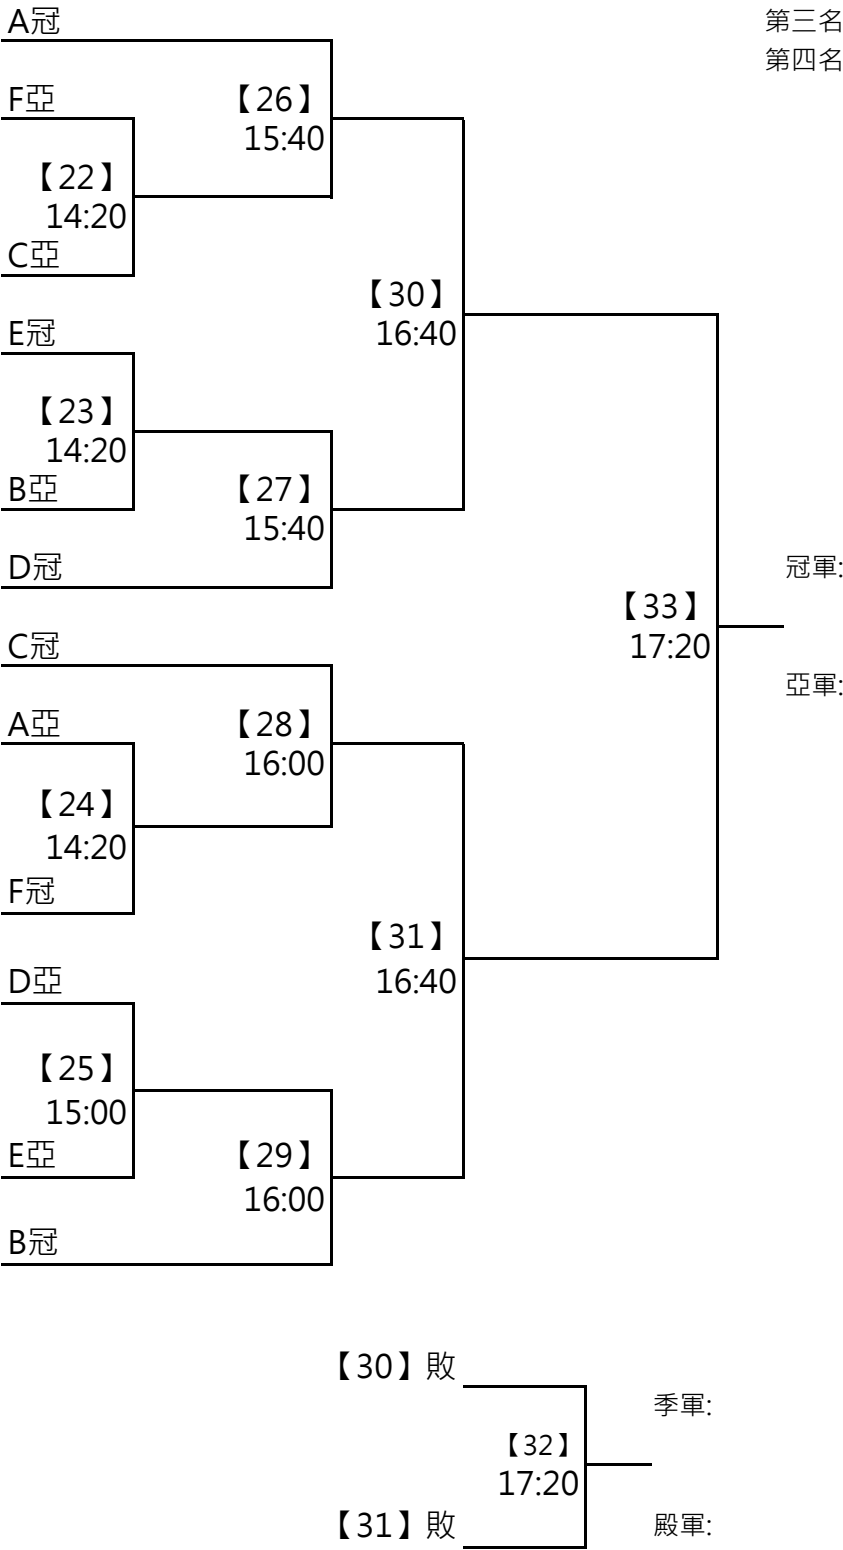 A冠
第三名
第四名
F亞
【26】
15:40
【22】
14:20
C亞
【30】
16:40
E冠
【23】
14:20
B亞
【27】
15:40
D冠
冠軍:
【33】
17:20
C冠
亞軍:
A亞
【28】
16:00
【24】
14:20
F冠
【31】
16:40
D亞
【25】
15:00
E亞
【29】
16:00
B冠
【30】敗
季軍:
【32】
17:20
【31】敗
殿軍: